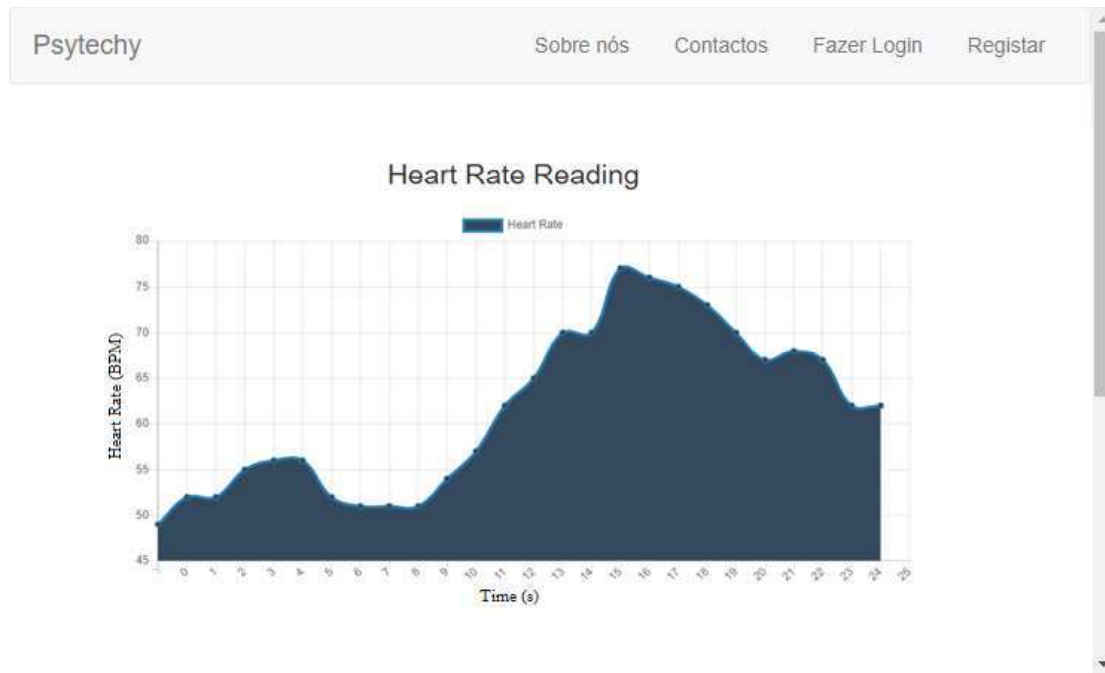 Psytechy Sobre nós Contactos Fazer Login Registar
Heart Rate Reading
Heart Rate
80
75
70
65
60
55
50
45
Heart Rate (BPM)
0 1 2 3 4 5 6 7 8 9 10 11 12 13 14 15 16 17 18 19 20 21 22 23 24 25
Time (s)